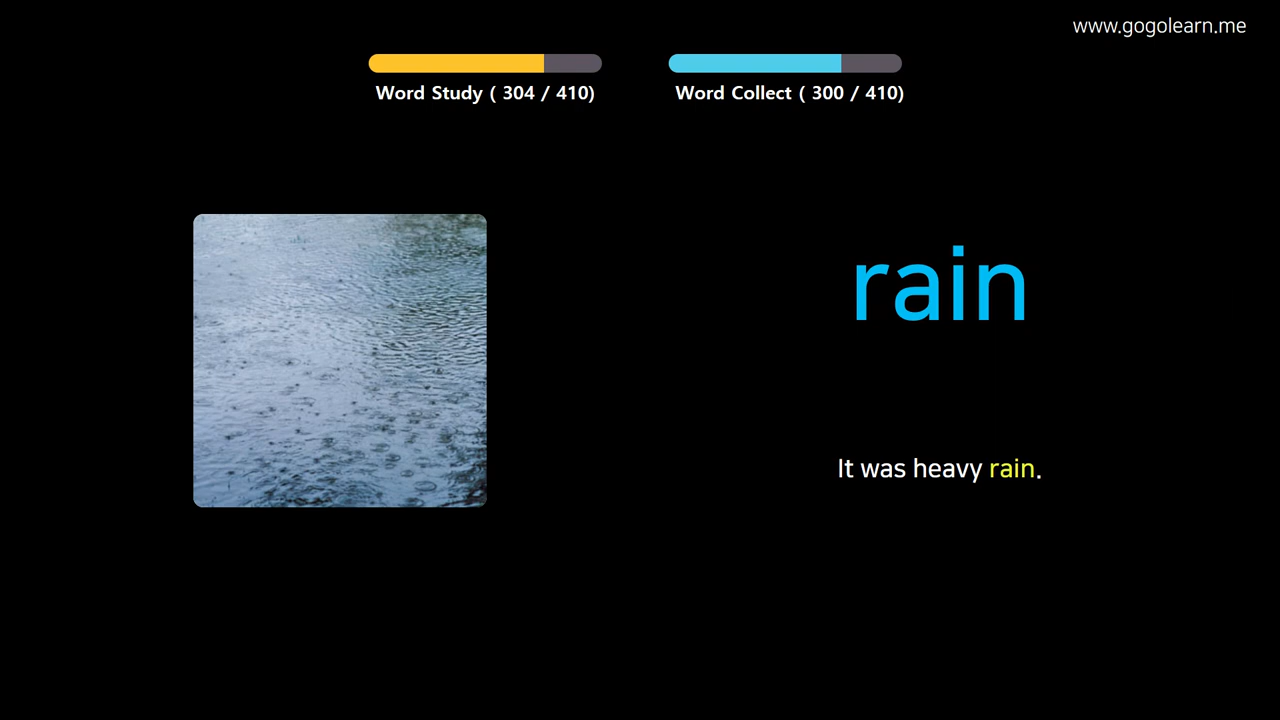 www.gogolearn.me
Word Study ( 304 / 410)
Word Collect ( 300 / 410)
rain
It was heavy rain.